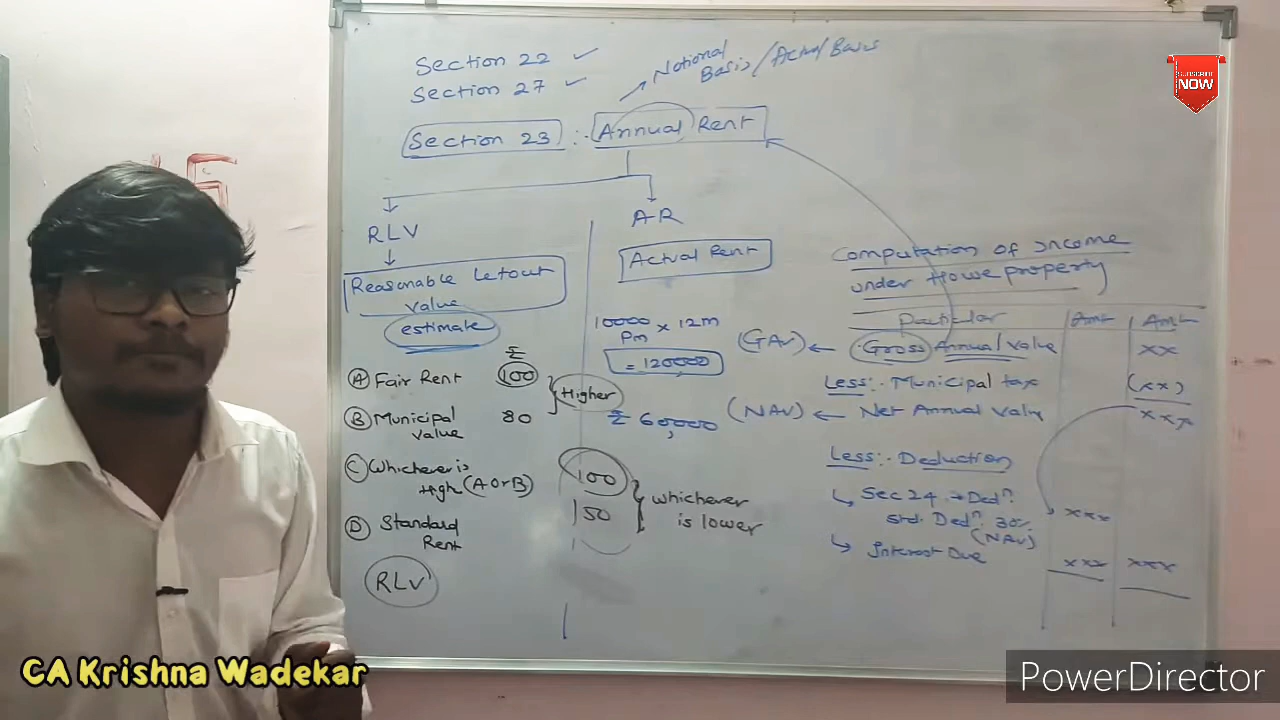 Section 22 ✓
Section 27 ✓
Notional Basis / Actual Basis
SUBSCRIBE NOW
Section 23 :- Annual Rent
RLV
Reasonable Letout
value
estimate
AR
Actual Rent
10000 × 12m
Pm
= 120000
₹ 60,000
₹
(A) Fair Rent 100
(B) Municipal value 80
Higher
(C) Whichever is
High (A or B) 100
(D) Standard
Rent 150
whichever
is lower
RLV
Computation of Income
under House property
Particular Amt Amt
(GAV) ← Gross Annual Value xx
Less:- Municipal tax (xx)
(NAV) ← Net Annual Value xxx
Less:- Deduction
↳ Sec 24 → Dedn.
Std. Dedn. 30%
(NAV) xxx
↳ Interest Due xxx xxx
CA Krishna Wadekar
PowerDirector